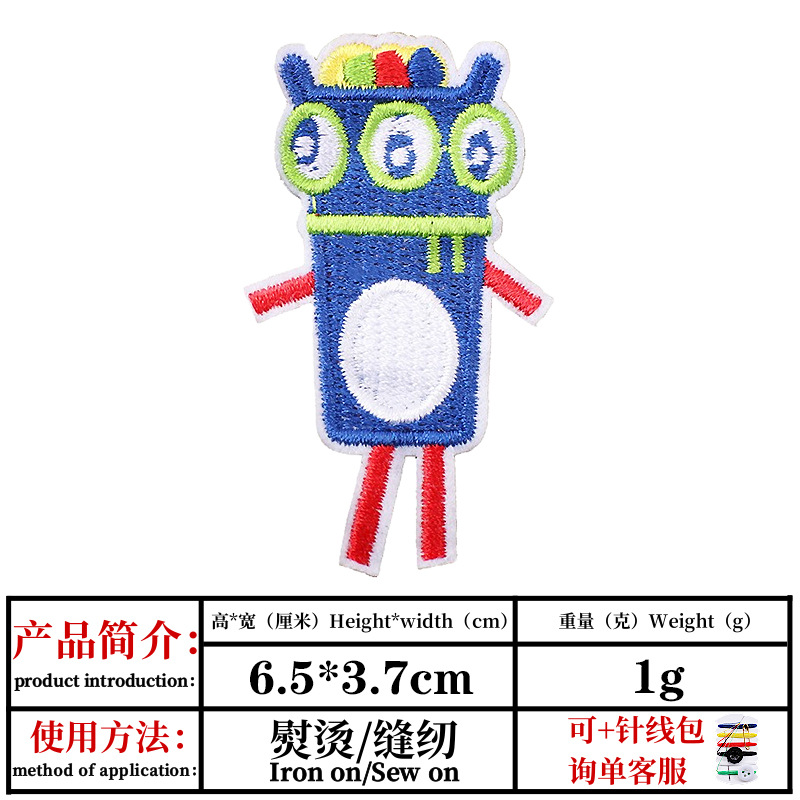 产品简介：
product introduction：
高*宽（厘米）Height*width（cm）
重量（克）Weight（g）
6.5*3.7cm
1g
使用方法：
method of application：
熨烫/缝纫
Iron on/Sew on
可+针线包
询单客服